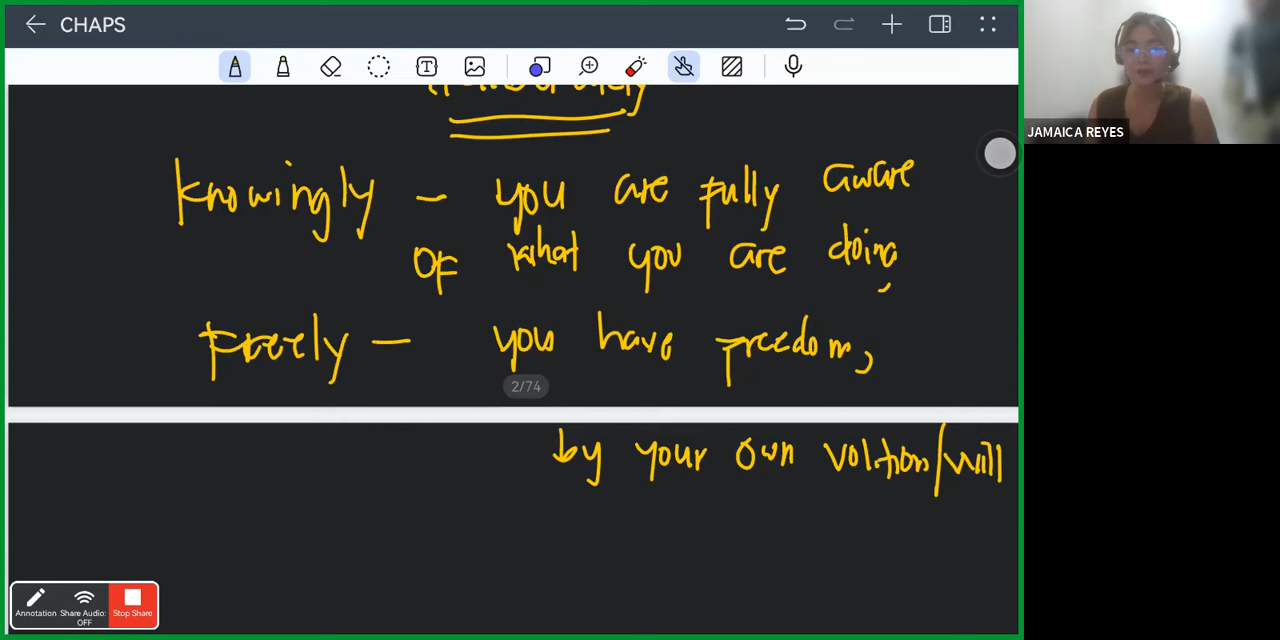 CHAPS
JAMAICA REYES
knowingly – you are fully aware
of what you are doing,
freely – you have freedom,
2/74
by your own volition/will
Annotation
Share Audio: OFF
Stop Share